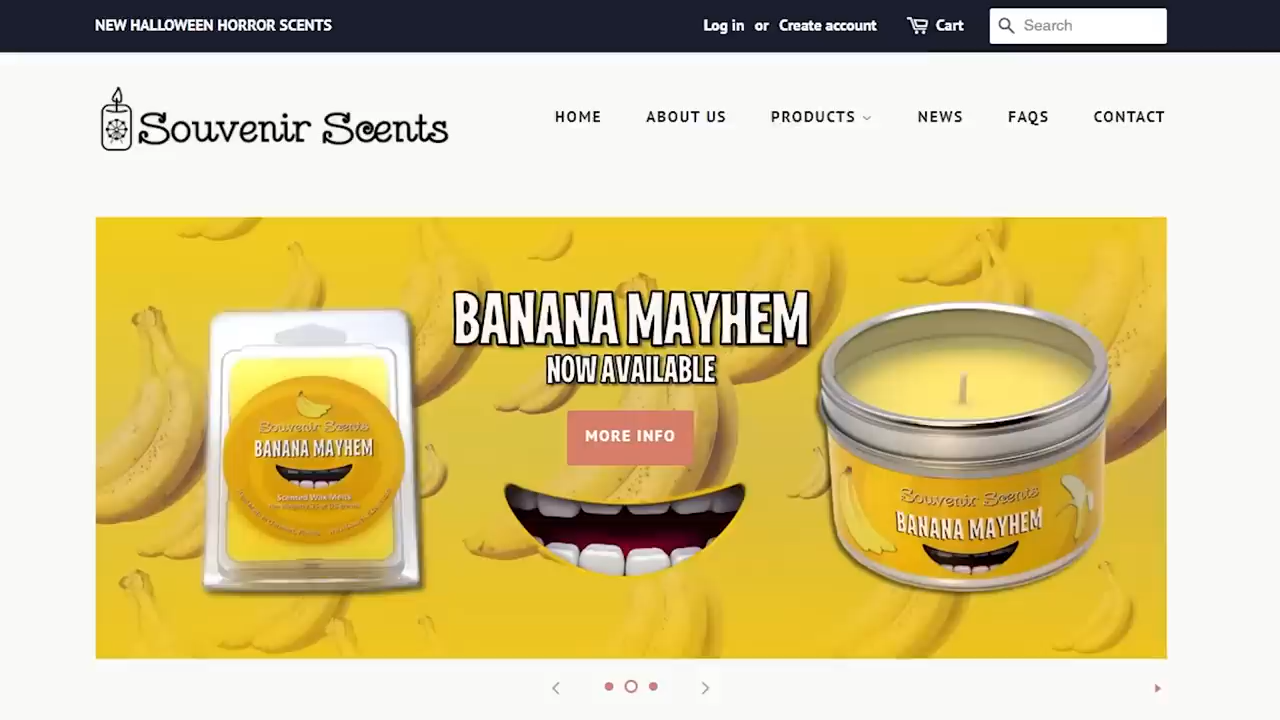 NEW HALLOWEEN HORROR SCENTS
Log in or Create account
Cart
Search
Souvenir Scents
HOME
ABOUT US
PRODUCTS
NEWS
FAQS
CONTACT
BANANA MAYHEM
NOW AVAILABLE
MORE INFO
Souvenir Scents
BANANA MAYHEM
Scented Wax Melts
Souvenir Scents
BANANA MAYHEM